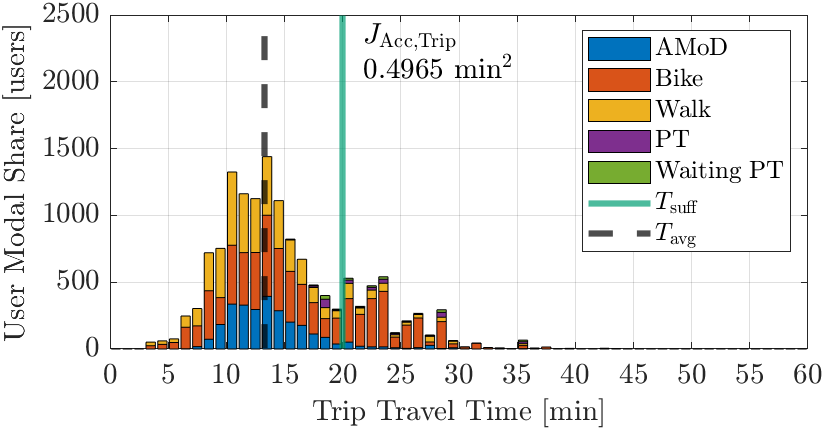 2500
2000
1500
1000
500
0
User Modal Share [users]
J_Acc,Trip
0.4965 min²
AMoD
Bike
Walk
PT
Waiting PT
T_suff
T_avg
0 5 10 15 20 25 30 35 40 45 50 55 60
Trip Travel Time [min]